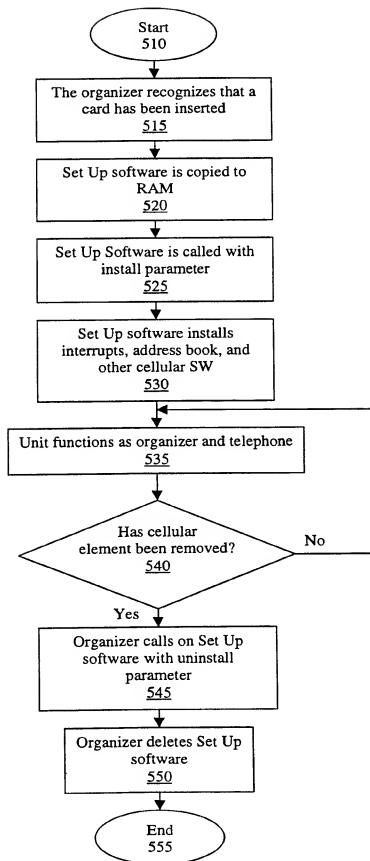 Start
510
The organizer recognizes that a
card has been inserted
515
Set Up software is copied to
RAM
520
Set Up Software is called with
install parameter
525
Set Up software installs
interrupts, address book, and
other cellular SW
530
Unit functions as organizer and telephone
535
Has cellular
element been removed?
540
No
Yes
Organizer calls on Set Up
software with uninstall
parameter
545
Organizer deletes Set Up
software
550
End
555